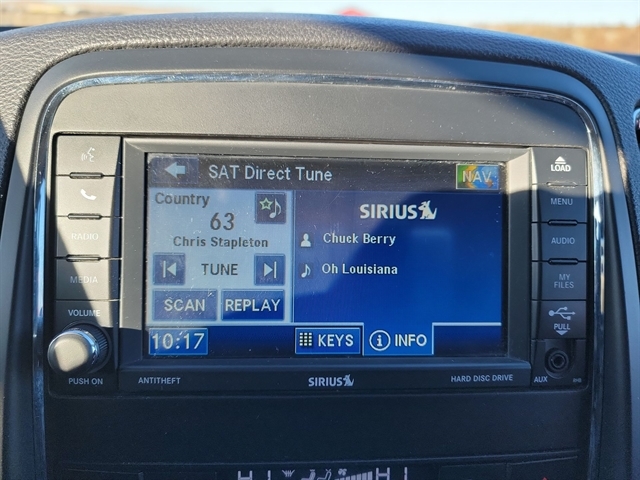 SAT Direct Tune
NAV
LOAD
MENU
RADIO
AUDIO
MEDIA
MY FILES
VOLUME
PULL
PUSH ON
AUX
Country
63
Chris Stapleton
TUNE
SCAN
REPLAY
SIRIUS
Chuck Berry
Oh Louisiana
10:17
KEYS
INFO
ANTITHEFT
SIRIUS
HARD DISC DRIVE